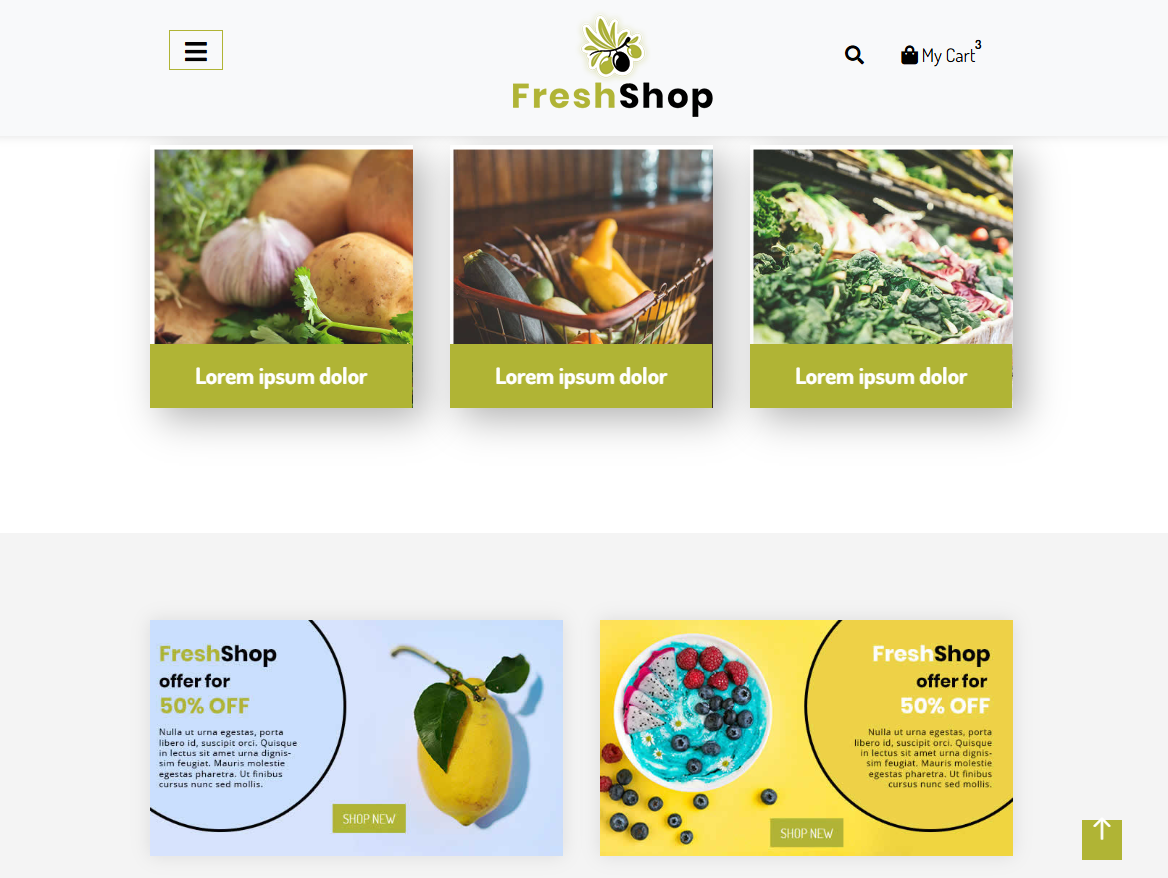 FreshShop
My Cart 3
Lorem ipsum dolor
Lorem ipsum dolor
Lorem ipsum dolor
FreshShop
offer for
50% OFF
Nulla ut urna egestas, porta
libero id, suscipit orci. Quisque
in lectus sit amet urna dignis-
sim feugiat. Mauris molestie
egestas pharetra. Ut finibus
cursus nunc sed mollis.
SHOP NEW
FreshShop
offer for
50% OFF
Nulla ut urna egestas, porta
libero id, suscipit orci. Quisque
in lectus sit amet urna dignis-
sim feugiat. Mauris molestie
egestas pharetra. Ut finibus
cursus nunc sed mollis.
SHOP NEW